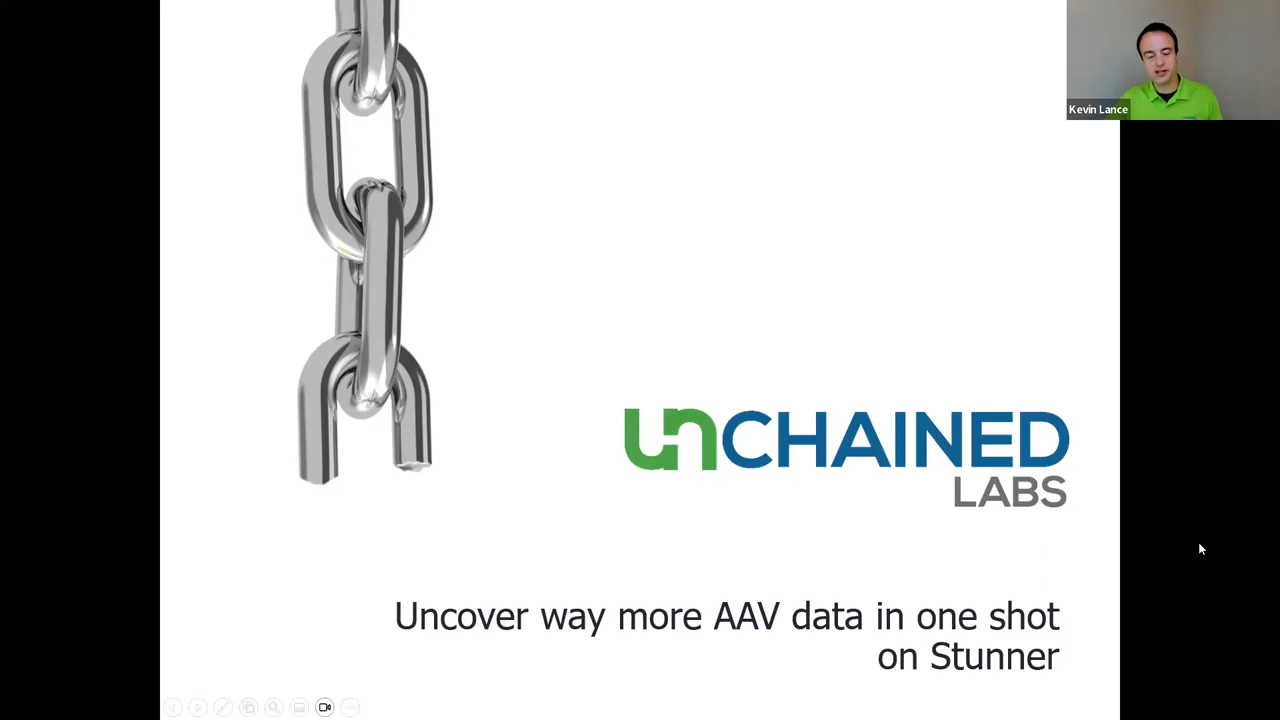 Kevin Lance
UNCHAINED
LABS
Uncover way more AAV data in one shot
on Stunner